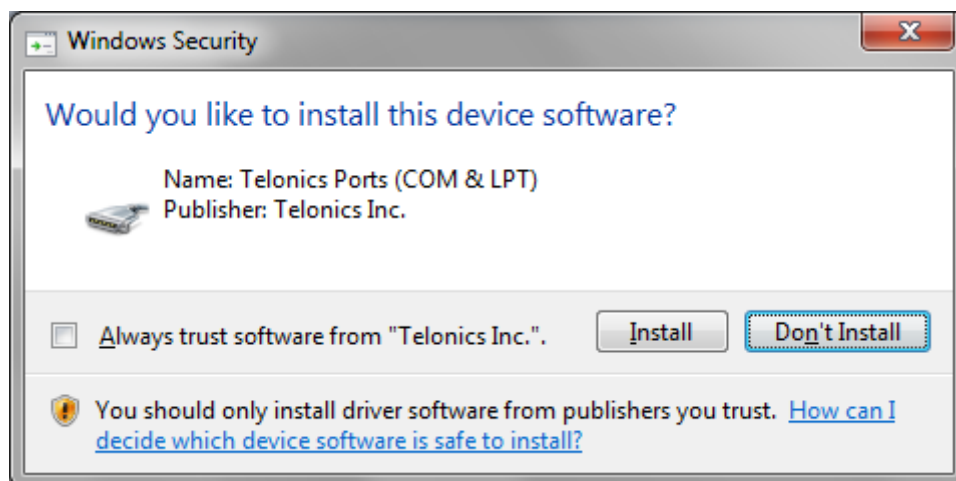 Windows Security
Would you like to install this device software?
Name: Telonics Ports (COM & LPT)
Publisher: Telonics Inc.
Always trust software from "Telonics Inc.".
Install
Don't Install
You should only install driver software from publishers you trust. How can I
decide which device software is safe to install?